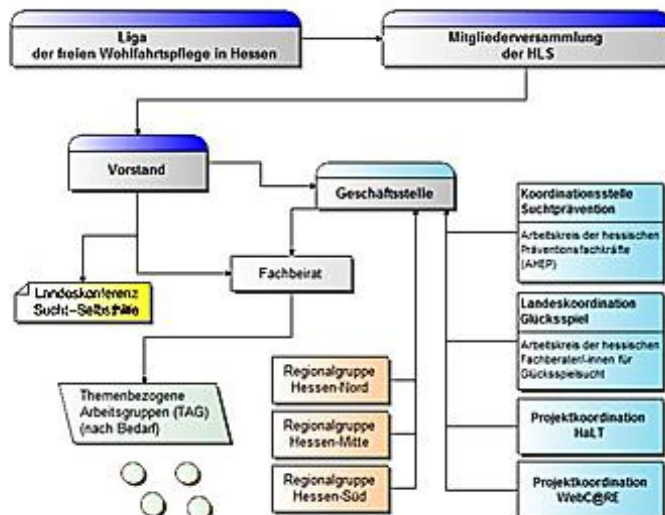 Liga
der freien Wohlfahrtspflege in Hessen
Mitgliederversammlung
der HLS
Vorstand
Geschäftsstelle
Fachbeirat
Landeskonferenz
Sucht-Selbsthilfe
Themenbezogene
Arbeitsgruppen (TAG)
(nach Bedarf)
Regionalgruppe
Hessen-Nord
Regionalgruppe
Hessen-Mitte
Regionalgruppe
Hessen-Süd
Koordinationsstelle
Suchtprävention
Arbeitskreis der hessischen
Präventionsfachkräfte
(AHEP)
Landeskoordination
Glücksspiel
Arbeitskreis der hessischen
Fachberater/-innen für
Glücksspielsucht
Projektkoordination
HaLT
Projektkoordination
WebC@RE